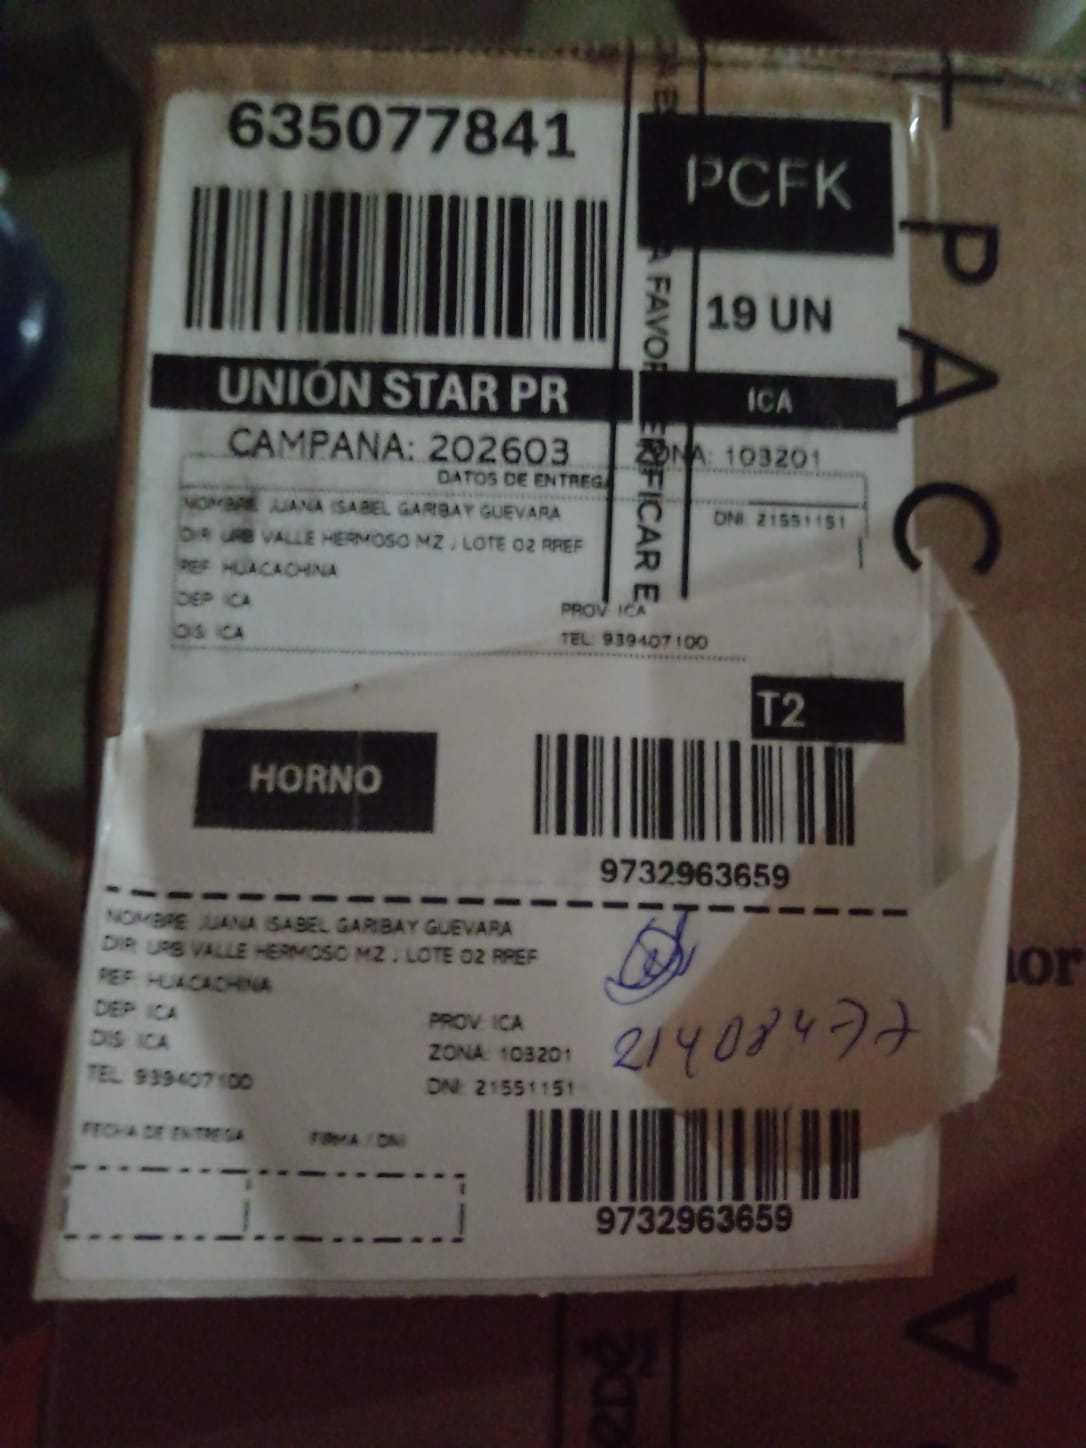 635077841
PCFK
19 UN
UNIÓN STAR PR
ICA
CAMPAÑA: 202603
ZONA: 103201
DATOS DE ENTREGA
NOMBRE: JUANA ISABEL GARIBAY GUEVARA
DNI: 21551151
DIR: URB VALLE HERMOSO MZ J LOTE 02 RREF
REF: HUACACHINA
DEP: ICA
PROV: ICA
DIS: ICA
TEL: 939407100
T2
HORNO
9732963659
NOMBRE: JUANA ISABEL GARIBAY GUEVARA
DIR: URB VALLE HERMOSO MZ J LOTE 02 RREF
REF: HUACACHINA
DEP: ICA
PROV: ICA
DIS: ICA
ZONA: 103201
TEL: 939407100
DNI: 21551151
21408477
FECHA DE ENTREGA
FIRMA / DNI
9732963659
A FAVOR VERIFICAR E
PAC
A